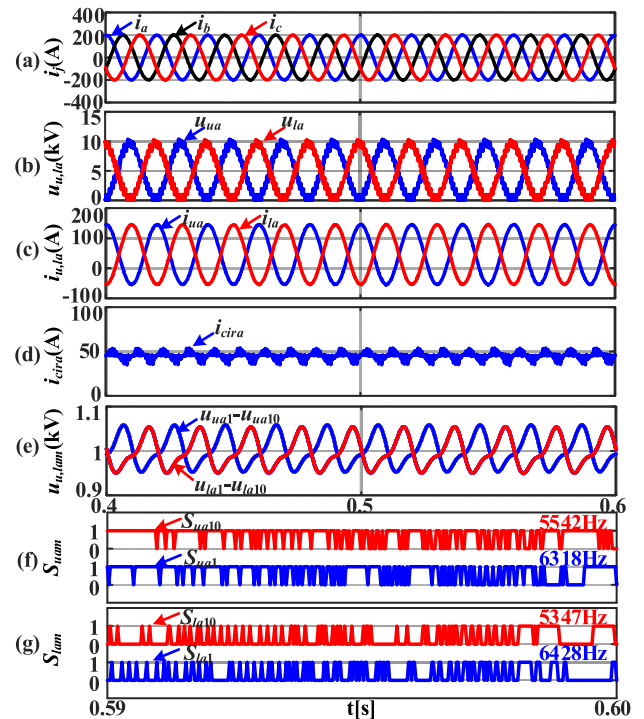 (a)
i_j(A)
400
200
0
-200
-400
i_a
i_b
i_c
(b)
u_u,la(kV)
15
10
5
0
u_ua
u_la
(c)
i_u,la(A)
200
100
0
-100
i_ua
i_la
(d)
i_cira(A)
100
50
0
i_cira
(e)
u_u,lam(kV)
1.1
1
0.9
u_ua1-u_ua10
u_la1-u_la10
0.4 0.5 0.6
(f)
S_uam
1
0
1
0
S_ua10
5542Hz
S_ua1
6318Hz
(g)
S_lam
1
0
1
0
S_la10
5347Hz
S_la1
6428Hz
0.59 t[s] 0.60